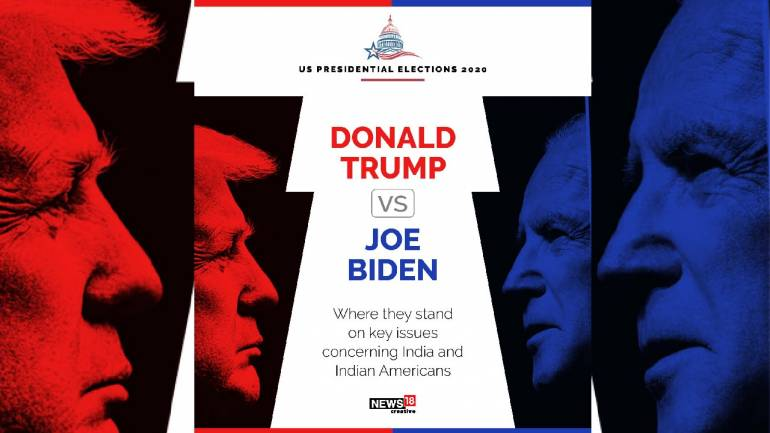 US PRESIDENTIAL ELECTIONS 2020
DONALD
TRUMP
VS
JOE
BIDEN
Where they stand
on key issues
concerning India and
Indian Americans
NEWS18
creative